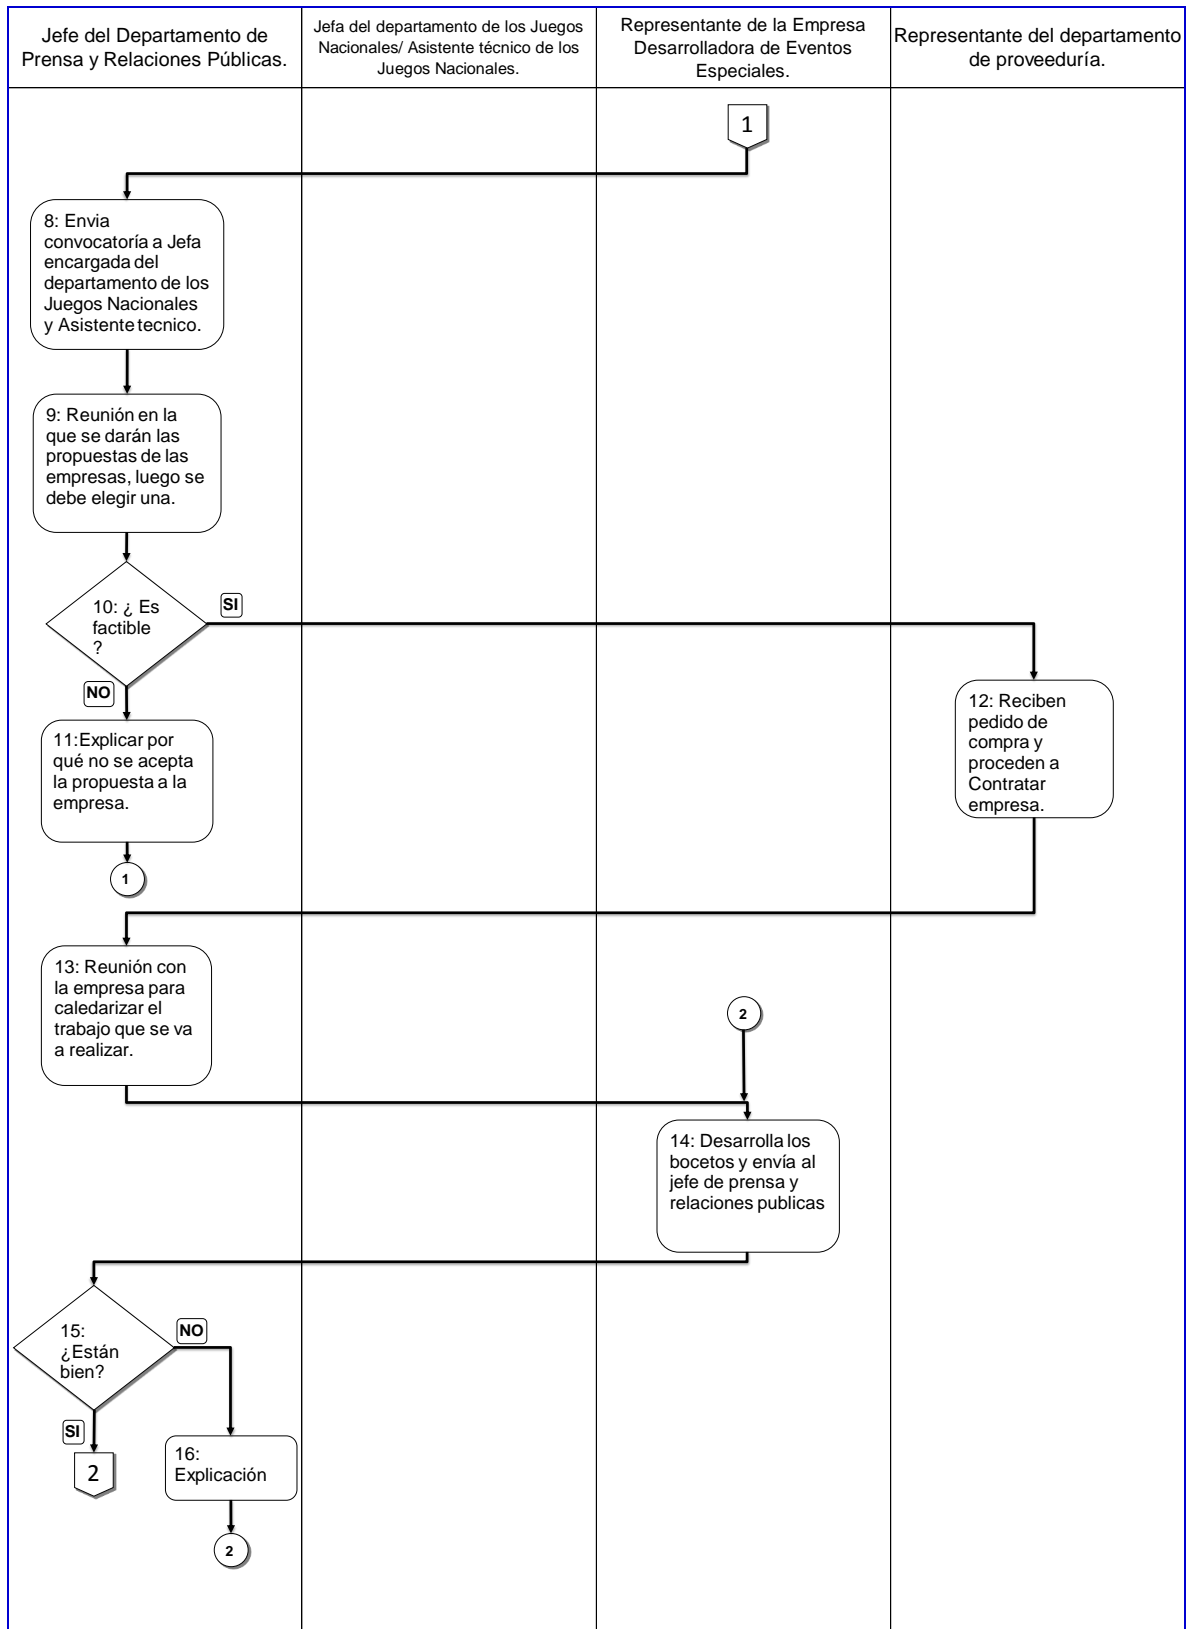 Jefe del Departamento de
Prensa y Relaciones Públicas.
Jefa del departamento de los Juegos
Nacionales/ Asistente técnico de los
Juegos Nacionales.
Representante de la Empresa
Desarrolladora de Eventos
Especiales.
Representante del departamento
de proveeduría.
1
8: Envia
convocatoría a Jefa
encargada del
departamento de los
Juegos Nacionales
y Asistente tecnico.
9: Reunión en la
que se darán las
propuestas de las
empresas, luego se
debe elegir una.
10: ¿ Es
factible
?
SI
NO
11:Explicar por
qué no se acepta
la propuesta a la
empresa.
12: Reciben
pedido de
compra y
proceden a
Contratar
empresa.
1
13: Reunión con
la empresa para
caledarizar el
trabajo que se va
a realizar.
2
14: Desarrolla los
bocetos y envía al
jefe de prensa y
relaciones publicas
15:
¿Están
bien?
NO
SI
2
16:
Explicación
2